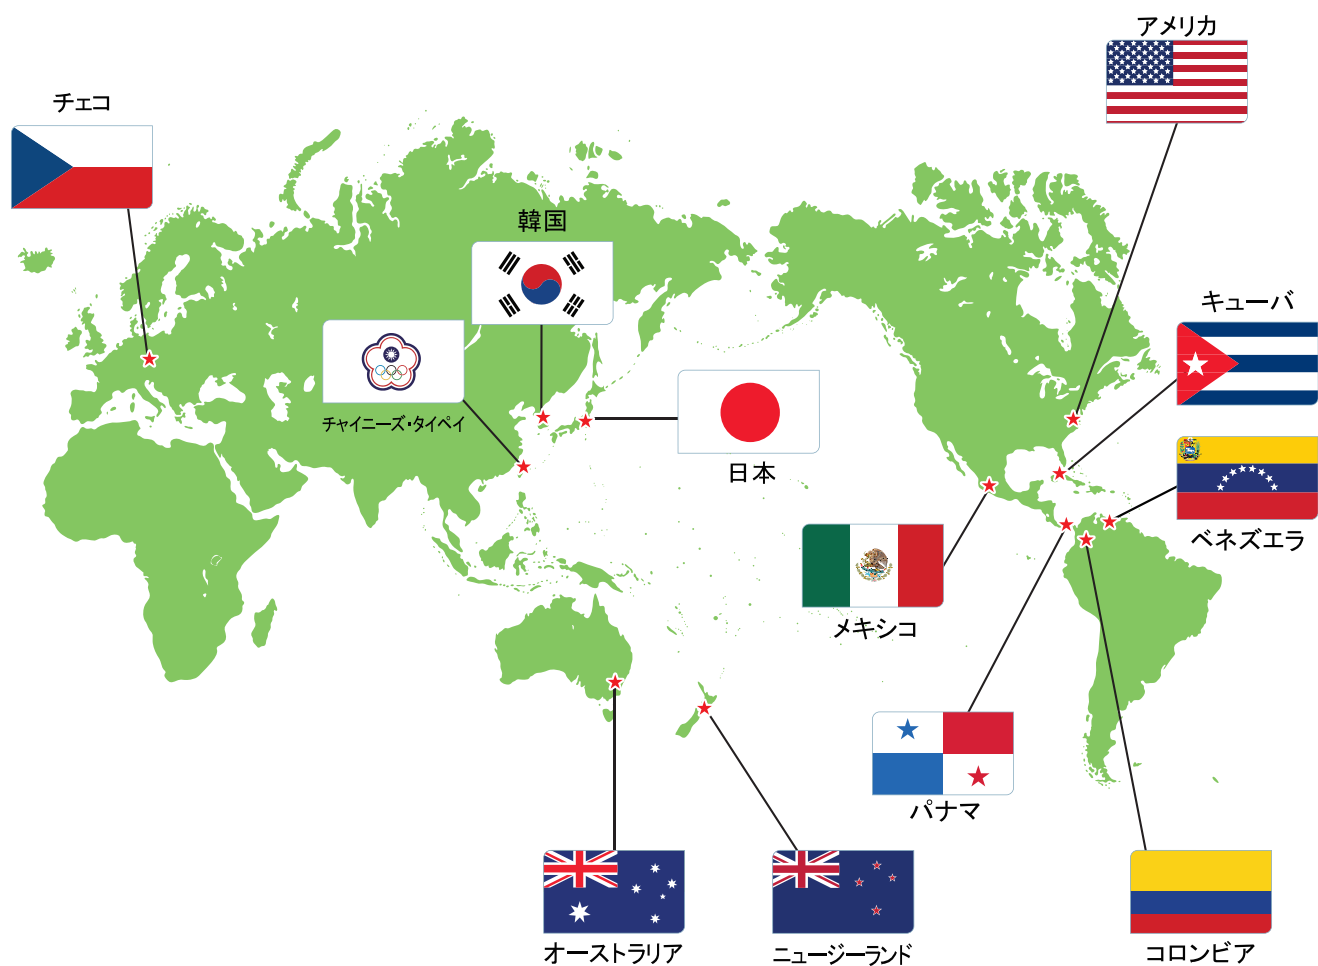 アメリカ
チェコ
韓国
キューバ
チャイニーズ・タイペイ
日本
ベネズエラ
メキシコ
パナマ
オーストラリア
ニュージーランド
コロンビア